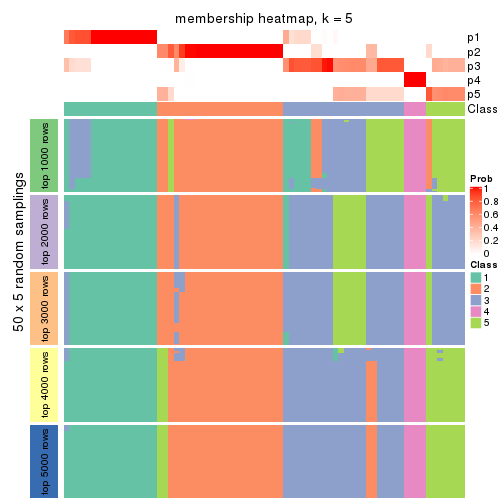 membership heatmap, k = 5
p1
p2
p3
p4
p5
Class
50 x 5 random samplings
top 1000 rows
top 2000 rows
top 3000 rows
top 4000 rows
top 5000 rows
Prob
1
0.8
0.6
0.4
0.2
0
Class
1
2
3
4
5